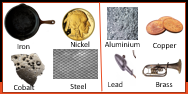 Iron
Nickel
Aluminium
Copper
Cobalt
Steel
Lead
Brass